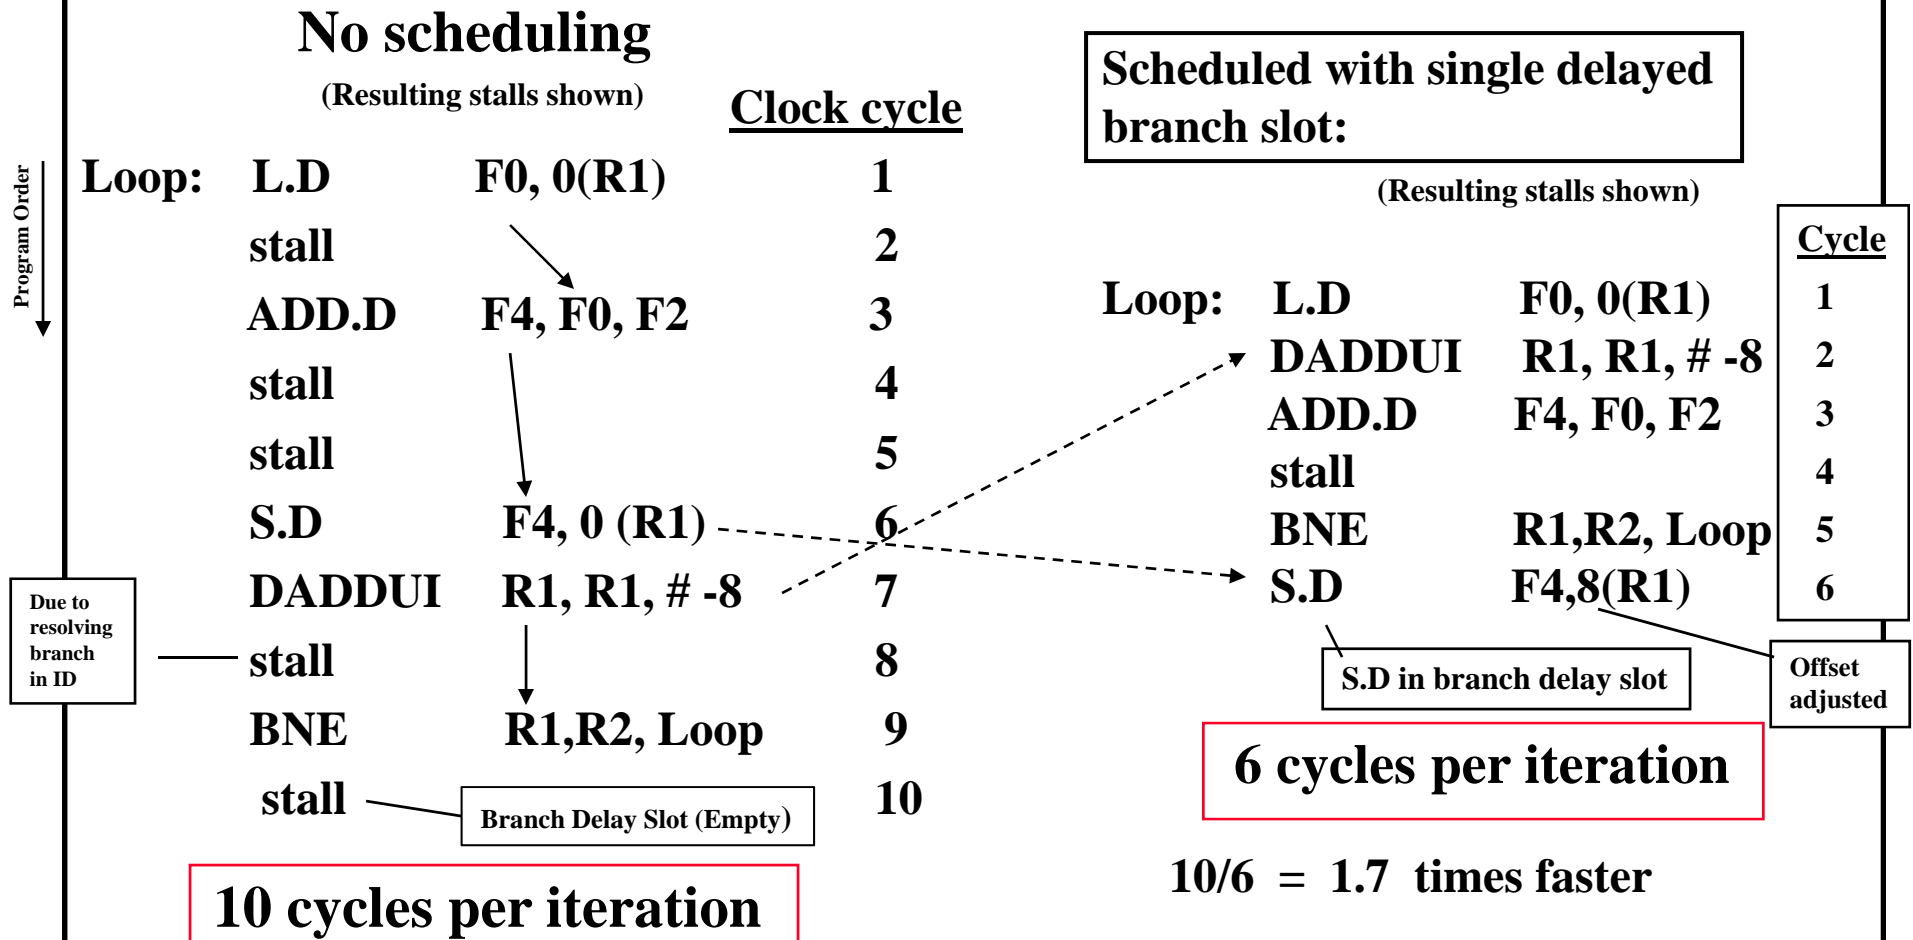 No scheduling
(Resulting stalls shown)
Clock cycle
Program Order
Loop: L.D F0, 0(R1) 1
stall 2
ADD.D F4, F0, F2 3
stall 4
stall 5
S.D F4, 0 (R1) 6
DADDUI R1, R1, # -8 7
stall 8
BNE R1,R2, Loop 9
stall 10
Due to
resolving
branch
in ID
Branch Delay Slot (Empty)
10 cycles per iteration
Scheduled with single delayed
branch slot:
(Resulting stalls shown)
Cycle
Loop: L.D F0, 0(R1) 1
DADDUI R1, R1, # -8 2
ADD.D F4, F0, F2 3
stall 4
BNE R1,R2, Loop 5
S.D F4,8(R1) 6
S.D in branch delay slot
Offset
adjusted
6 cycles per iteration
10/6 = 1.7 times faster